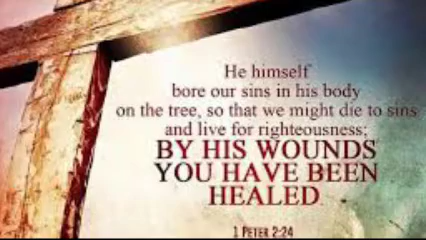 He himself
bore our sins in his body
on the tree, so that we might die to sins
and live for righteousness;
BY HIS WOUNDS
YOU HAVE BEEN
HEALED.
1 PETER 2:24